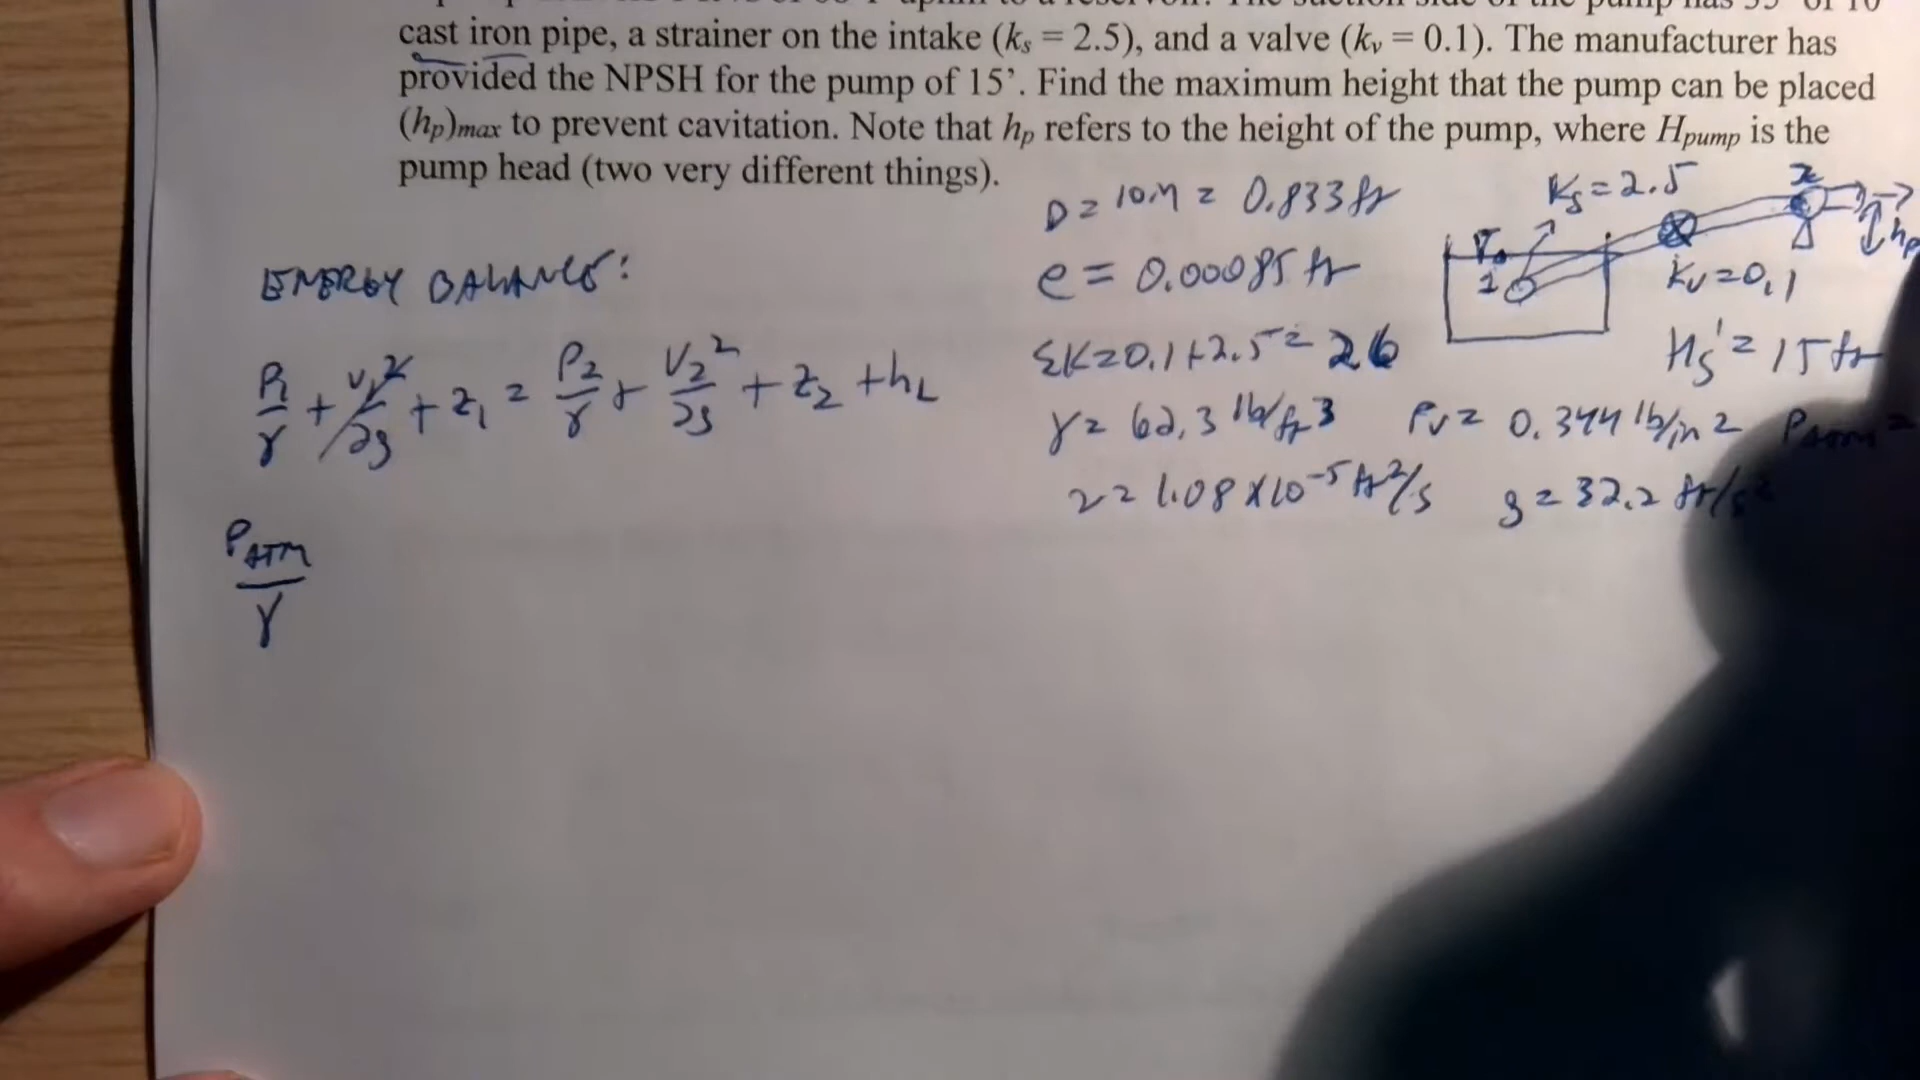 cast iron pipe, a strainer on the intake (kₛ = 2.5), and a valve (kᵥ = 0.1). The manufacturer has
provided the NPSH for the pump of 15’. Find the maximum height that the pump can be placed
(hₚ)max to prevent cavitation. Note that hₚ refers to the height of the pump, where Hpump is the
pump head (two very different things).
D = 10in = 0.833 ft
Kₛ = 2.5
2
hp
ENERGY BALANCE:
e = 0.00085 ft
1
Kv = 0.1
P₁/γ + V₁²/2g + z₁ = P₂/γ + V₂²/2g + z₂ + hL
ΣK = 0.1 + 2.5 = 2.6
Hs' = 15 ft
γ = 62.3 lb/ft³ Pv = 0.344 lb/in² PATM =
ν = 1.08 × 10⁻⁵ ft²/s g = 32.2 ft/s²
PATM/γ